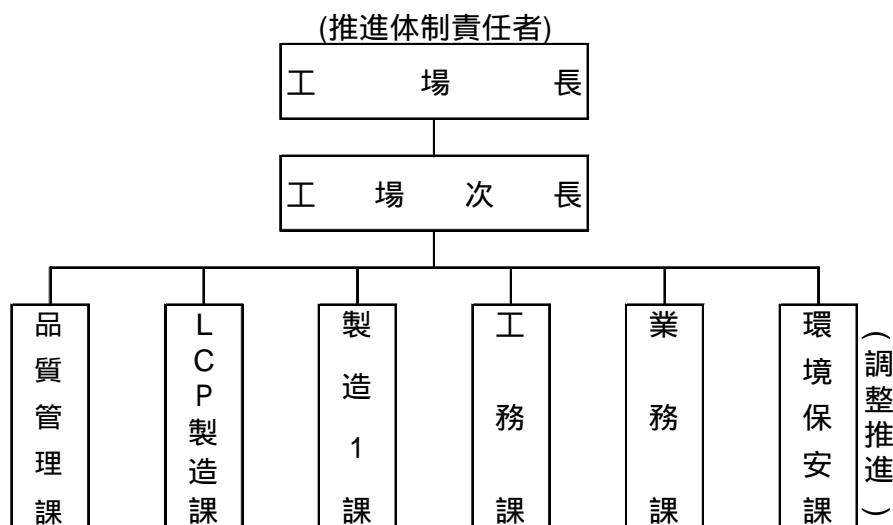 (推進体制責任者)
工場長
工場次長
品質管理課
LCP製造課
製造1課
工務課
業務課
環境保安課
(調整推進)